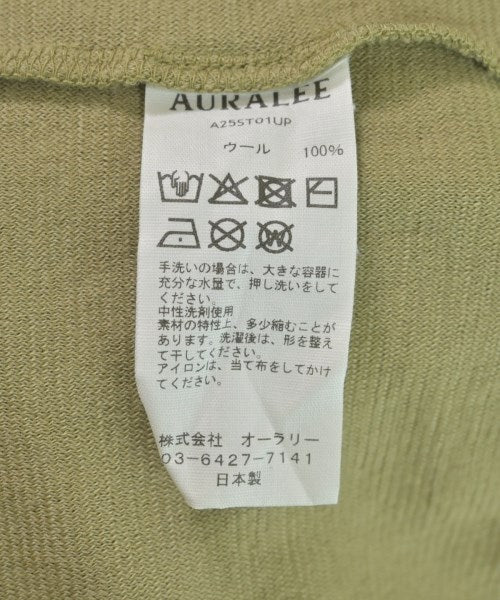 AURALEE
A25ST01UP
ウール 100%
手洗いの場合は、大きな容器に
充分な水量で、押し洗いをして
ください。
中性洗剤使用
素材の特性上、多少縮むことが
あります。洗濯後は、形を整え
て干してください。
アイロンは、当て布をしてかけ
てください。
株式会社 オーラリー
03-6427-7141
日本製